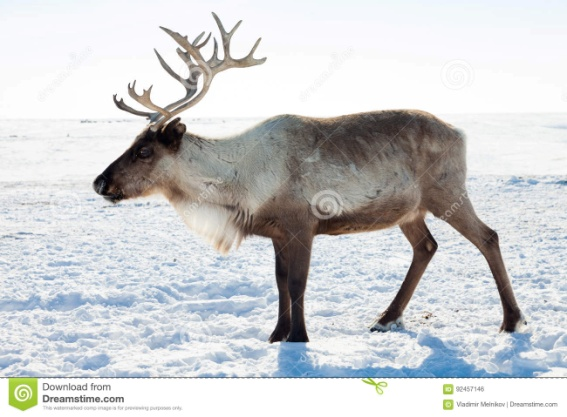 Download from
Dreamstime.com
This watermarked comp image is for previewing purposes only.
92457146
Vladimir Melnikov | Dreamstime.com